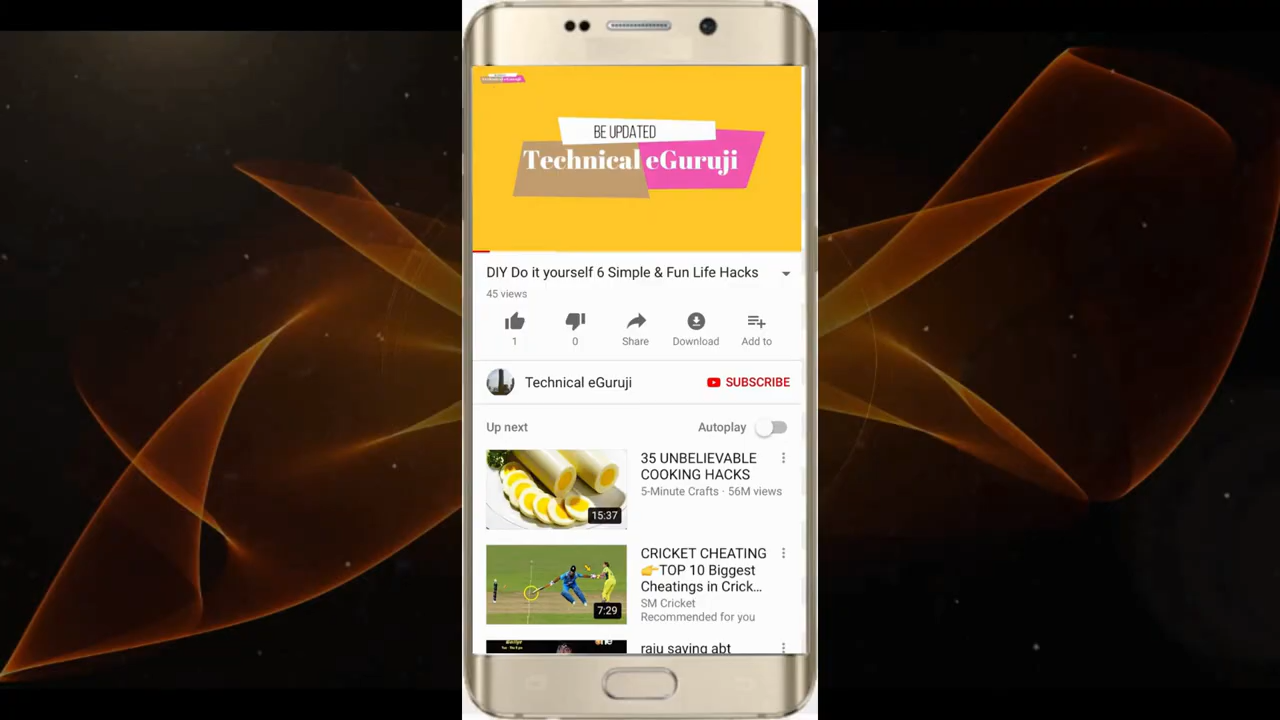 BE UPDATED
Technical eGuruji
DIY Do it yourself 6 Simple & Fun Life Hacks
45 views
1
0
Share
Download
Add to
Technical eGuruji
SUBSCRIBE
Up next
Autoplay
35 UNBELIEVABLE
COOKING HACKS
5-Minute Crafts · 56M views
15:37
CRICKET CHEATING
👉TOP 10 Biggest
Cheatings in Crick...
SM Cricket
Recommended for you
7:29
raju saying abt